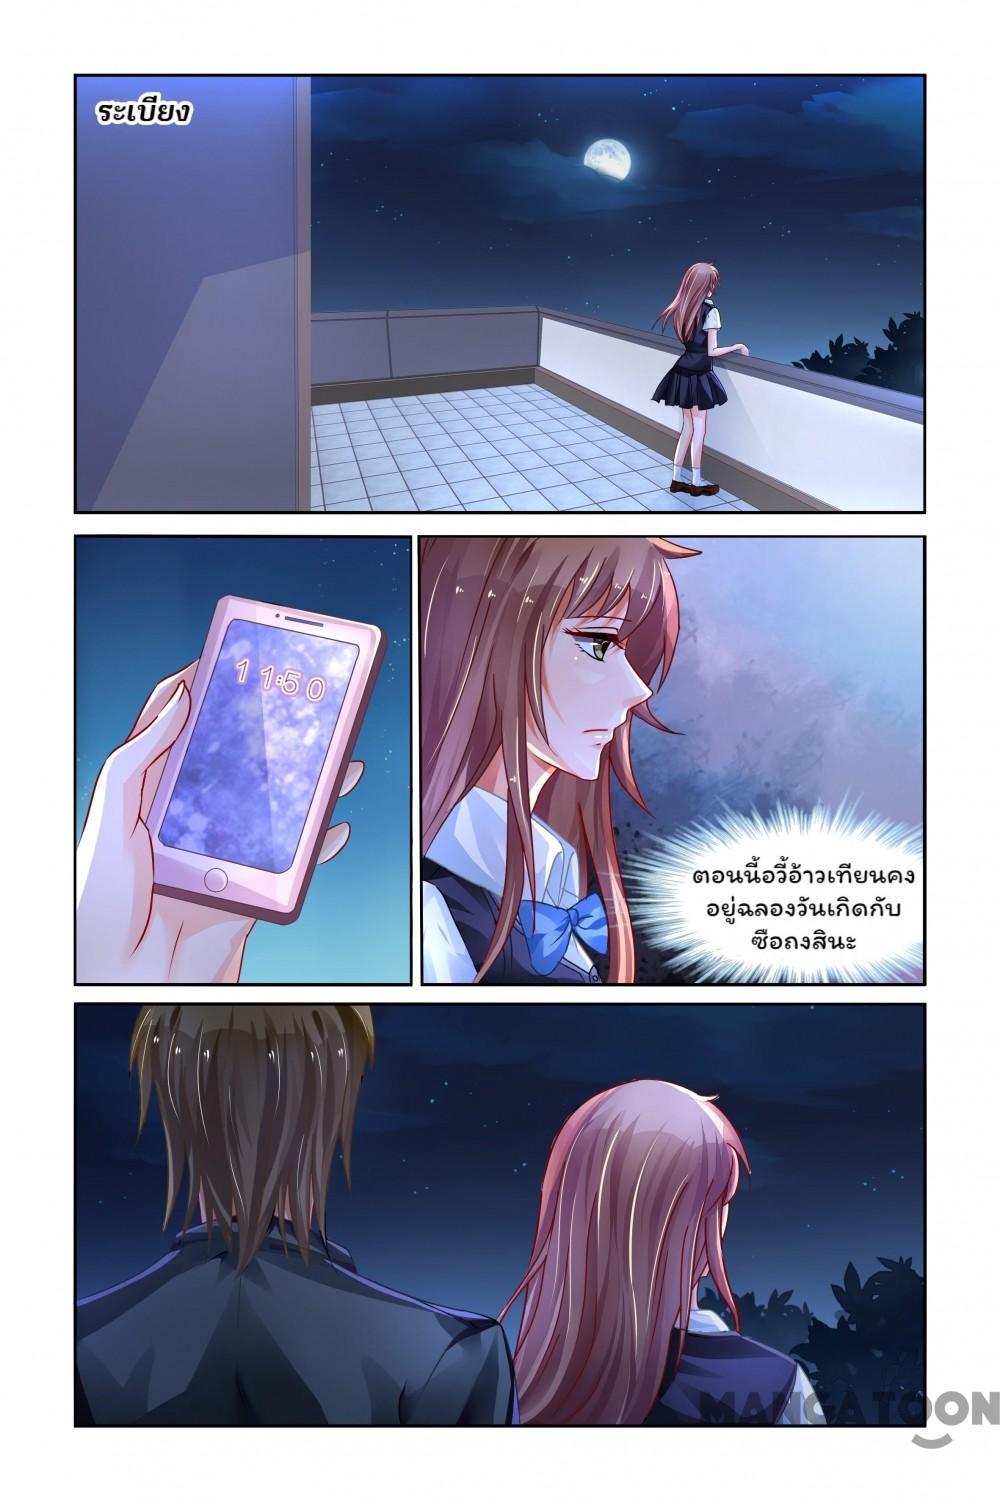 ระเบียง
11:50
ตอนนี้อวี้อ้าวเทียนคง
อยู่ฉลองวันเกิดกับ
ซือถงสินะ
MANGATOON